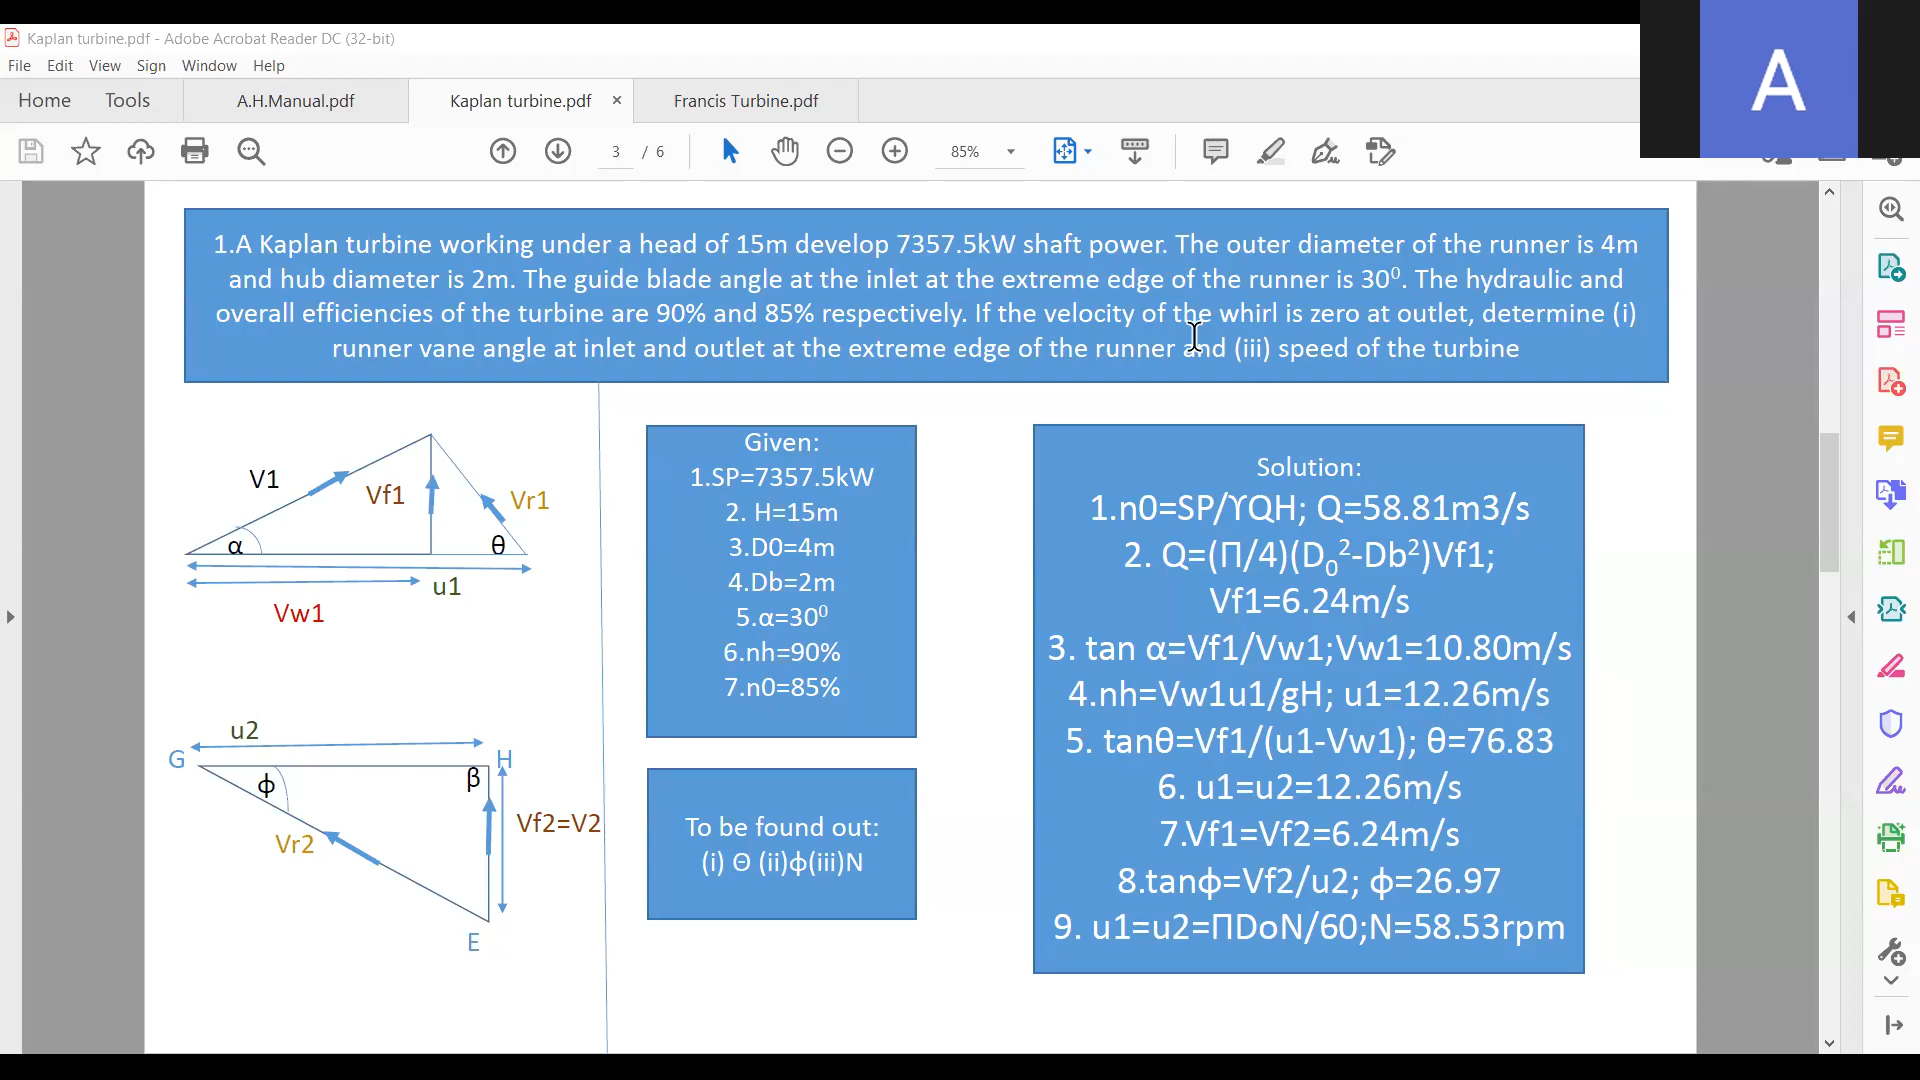 Kaplan turbine.pdf - Adobe Acrobat Reader DC (32-bit)
File Edit View Sign Window Help
Home Tools A.H.Manual.pdf Kaplan turbine.pdf × Francis Turbine.pdf
3 / 6 85%
A
1.A Kaplan turbine working under a head of 15m develop 7357.5kW shaft power. The outer diameter of the runner is 4m
and hub diameter is 2m. The guide blade angle at the inlet at the extreme edge of the runner is 30⁰. The hydraulic and
overall efficiencies of the turbine are 90% and 85% respectively. If the velocity of the whirl is zero at outlet, determine (i)
runner vane angle at inlet and outlet at the extreme edge of the runner and (iii) speed of the turbine
V1
Vf1
Vr1
α
θ
u1
Vw1
u2
G
H
ϕ
β
Vf2=V2
Vr2
E
Given:
1.SP=7357.5kW
2. H=15m
3.D0=4m
4.Db=2m
5.α=30⁰
6.nh=90%
7.n0=85%
To be found out:
(i) Θ (ii)ϕ(iii)N
Solution:
1.n0=SP/ϒQH; Q=58.81m3/s
2. Q=(Π/4)(D₀²-Db²)Vf1;
Vf1=6.24m/s
3. tan α=Vf1/Vw1;Vw1=10.80m/s
4.nh=Vw1u1/gH; u1=12.26m/s
5. tanθ=Vf1/(u1-Vw1); θ=76.83
6. u1=u2=12.26m/s
7.Vf1=Vf2=6.24m/s
8.tanϕ=Vf2/u2; ϕ=26.97
9. u1=u2=ΠDoN/60;N=58.53rpm